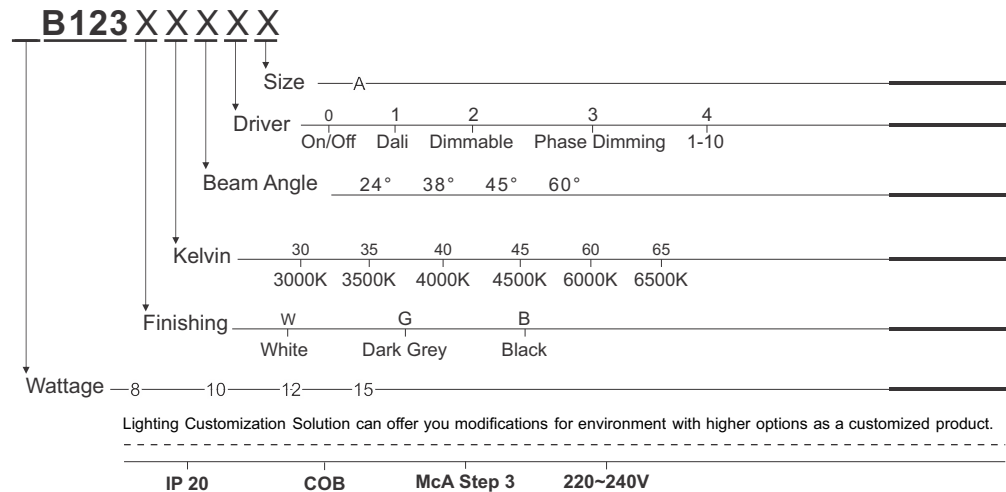 _B123XXXXX
Size A
0 1 2 3 4
Driver
On/Off Dali Dimmable Phase Dimming 1-10
Beam Angle 24° 38° 45° 60°
30 35 40 45 60 65
Kelvin
3000K 3500K 4000K 4500K 6000K 6500K
W G B
Finishing
White Dark Grey Black
Wattage 8 10 12 15
Lighting Customization Solution can offer you modifications for environment with higher options as a customized product.
IP 20 COB McA Step 3 220~240V